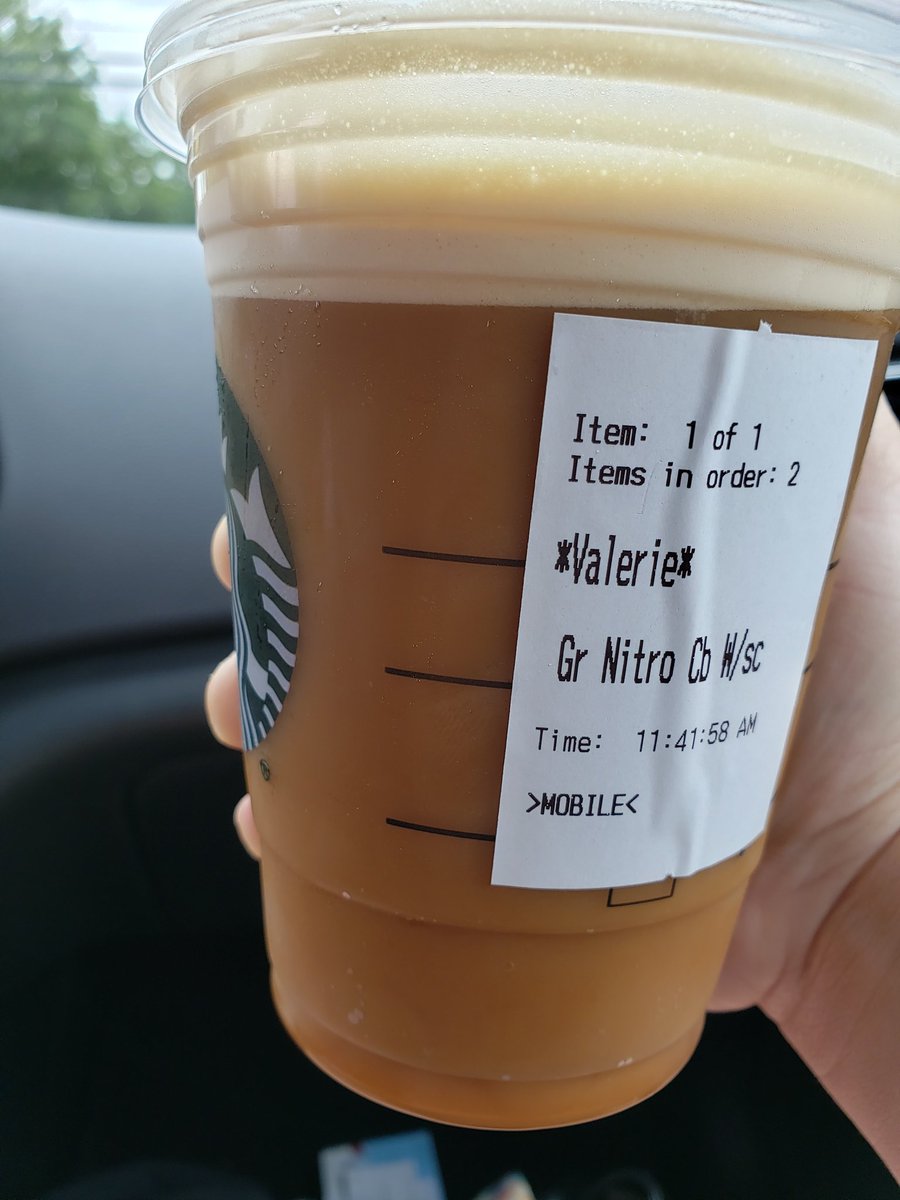 Item: 1 of 1
Items in order: 2
*Valerie*
Gr Nitro Cb W/sc
Time: 11:41:58 AM
>MOBILE<